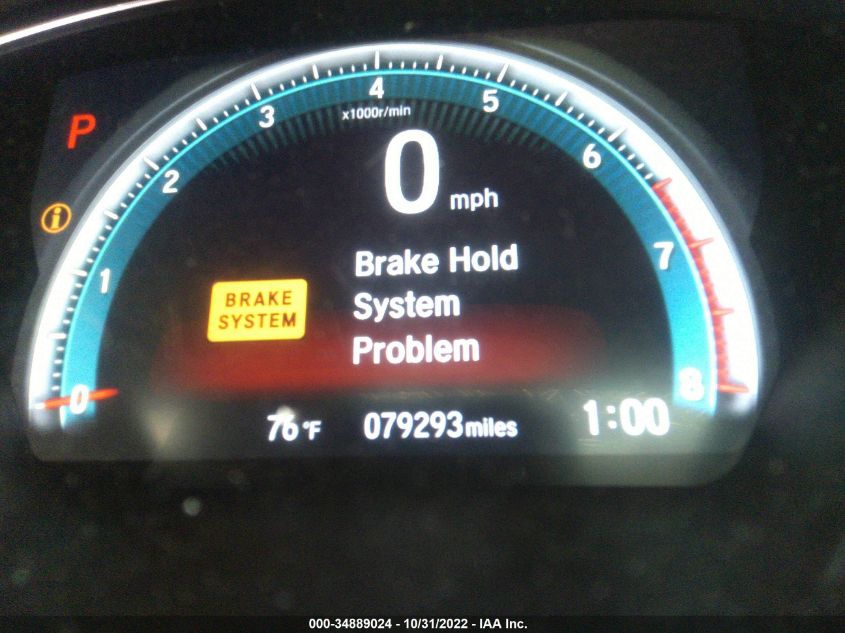 4
3
5
x1000r/min
P
0 mph
2
6
1
7
Brake Hold
System
Problem
BRAKE
SYSTEM
0
8
76°F 079293miles 1:00
000-34889024 - 10/31/2022 - IAA Inc.